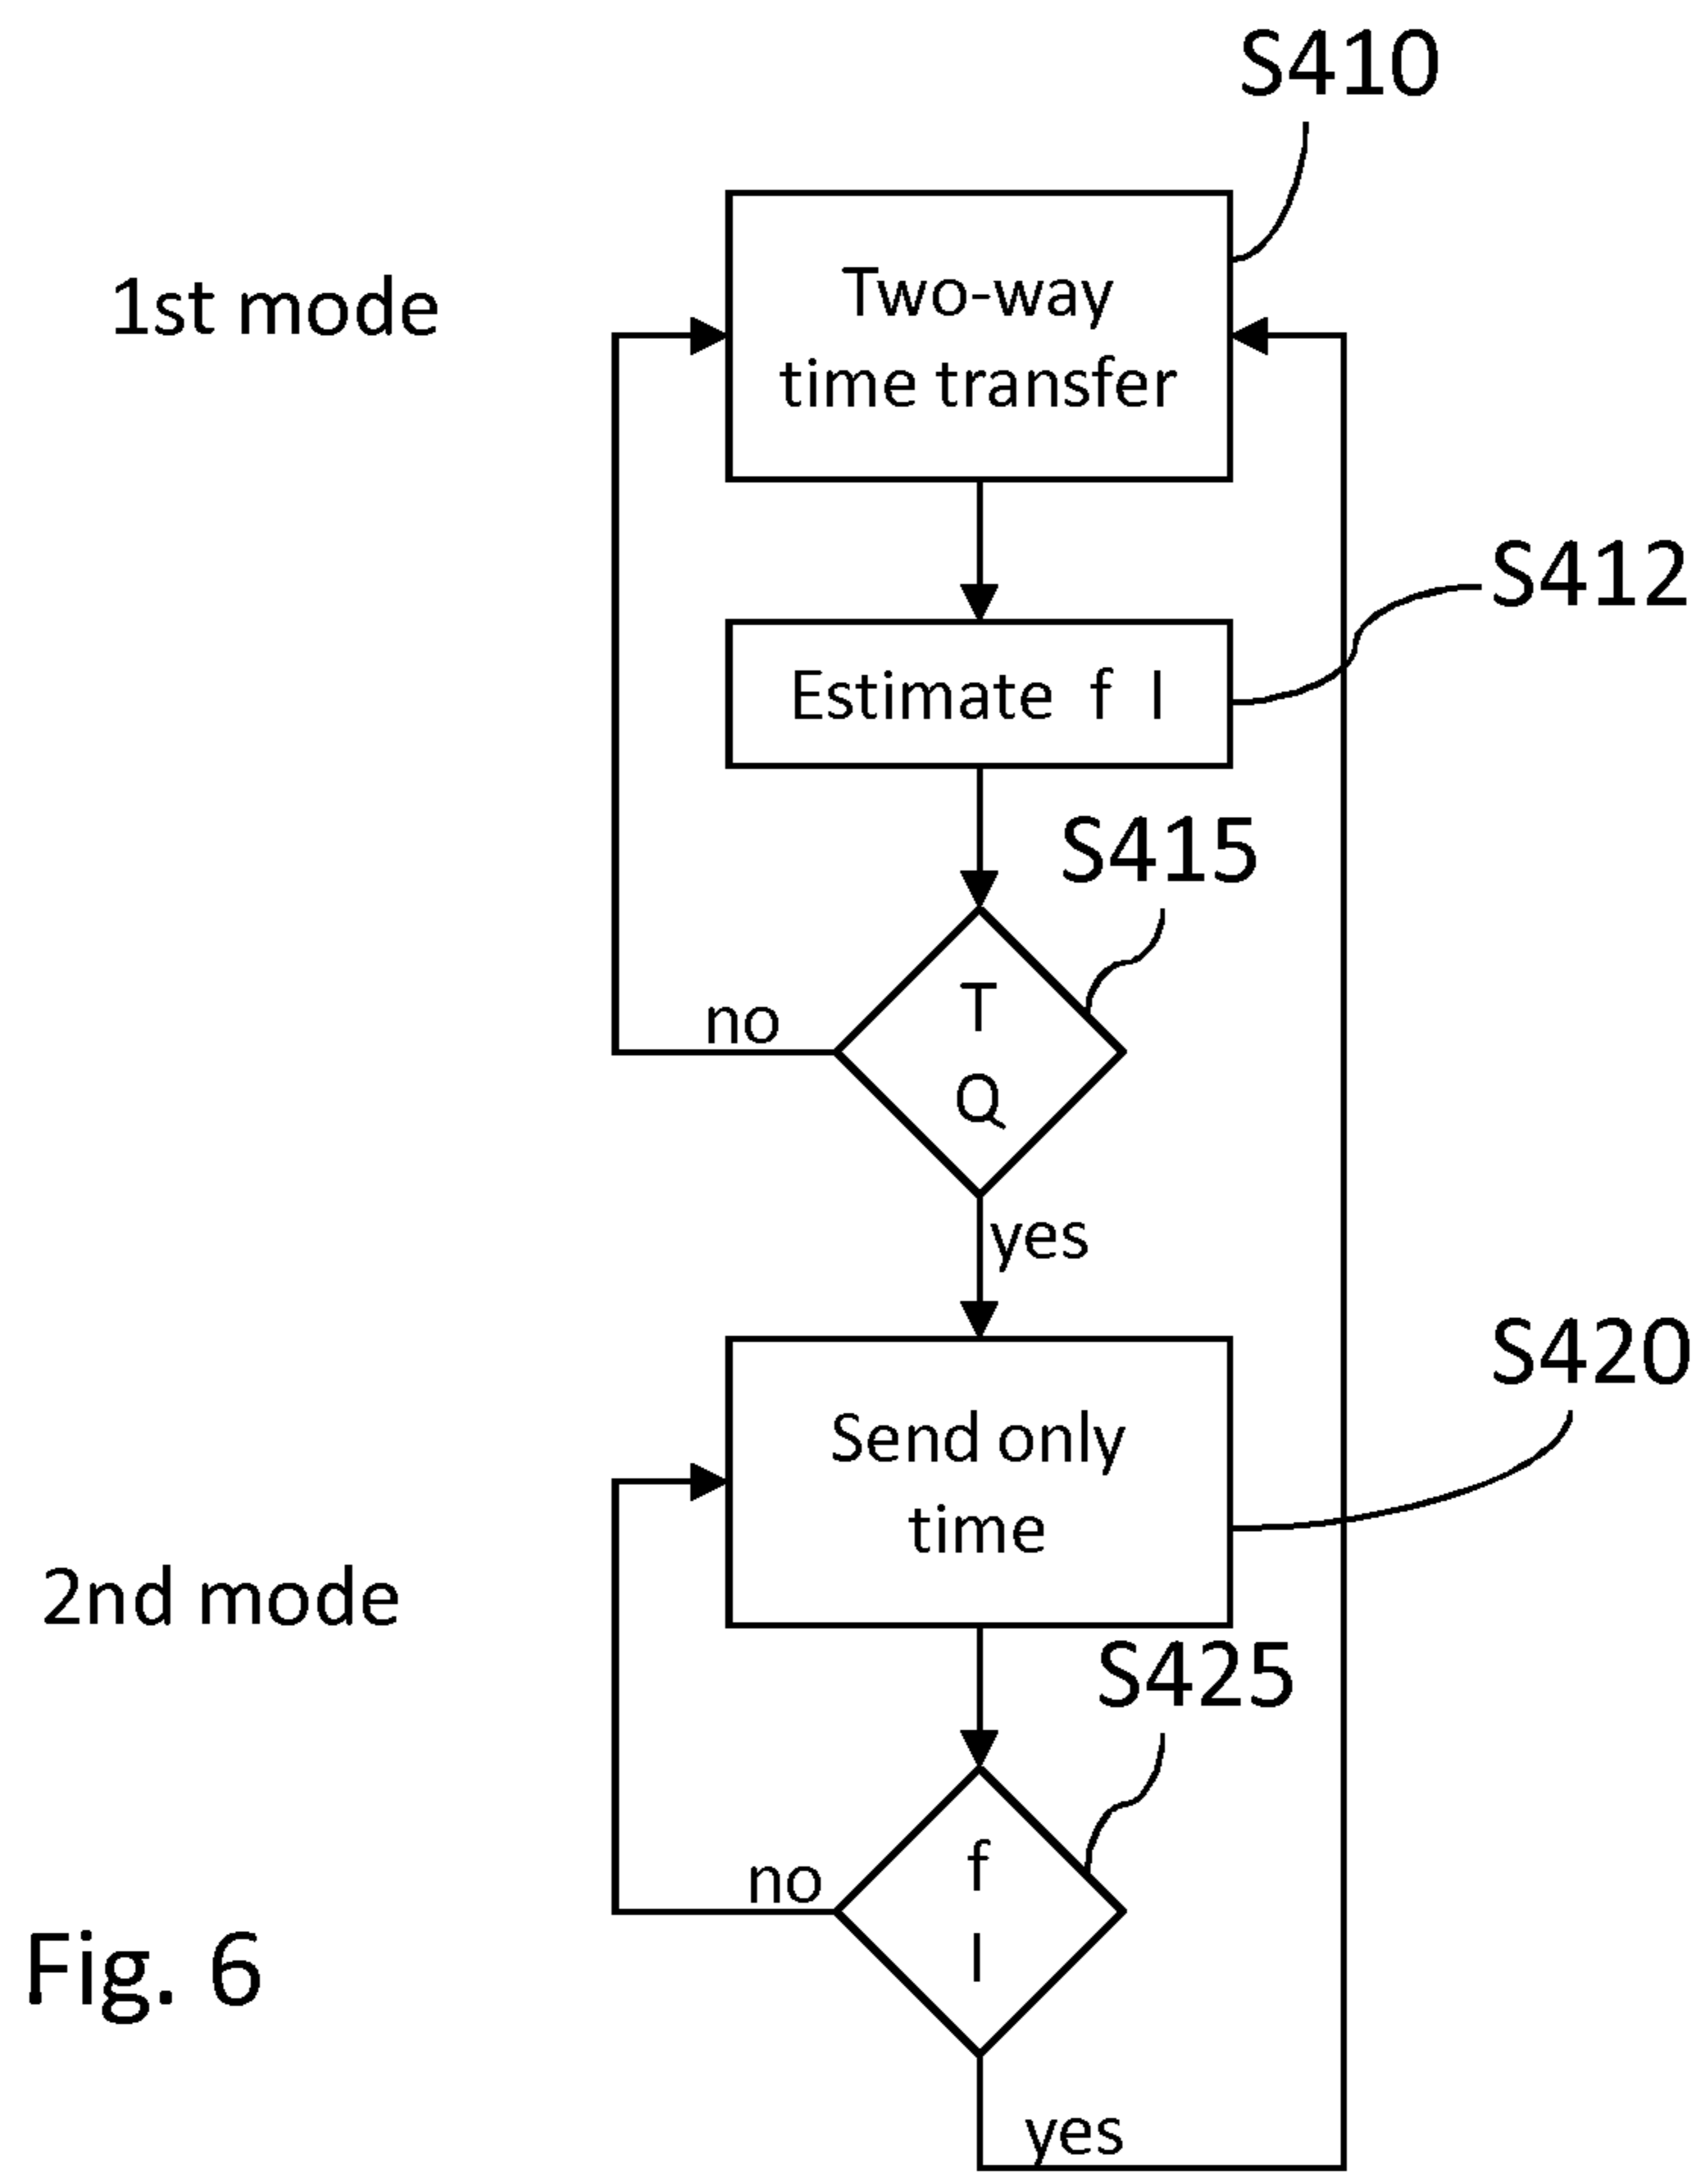 S410
1st mode
Two-way
time transfer
S412
Estimate f I
S415
T
Q
no
yes
S420
Send only
time
2nd mode
S425
f
I
no
Fig. 6
yes